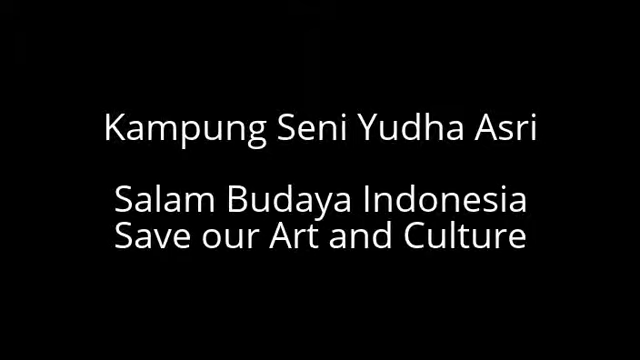 Kampung Seni Yudha Asri
Salam Budaya Indonesia
Save our Art and Culture